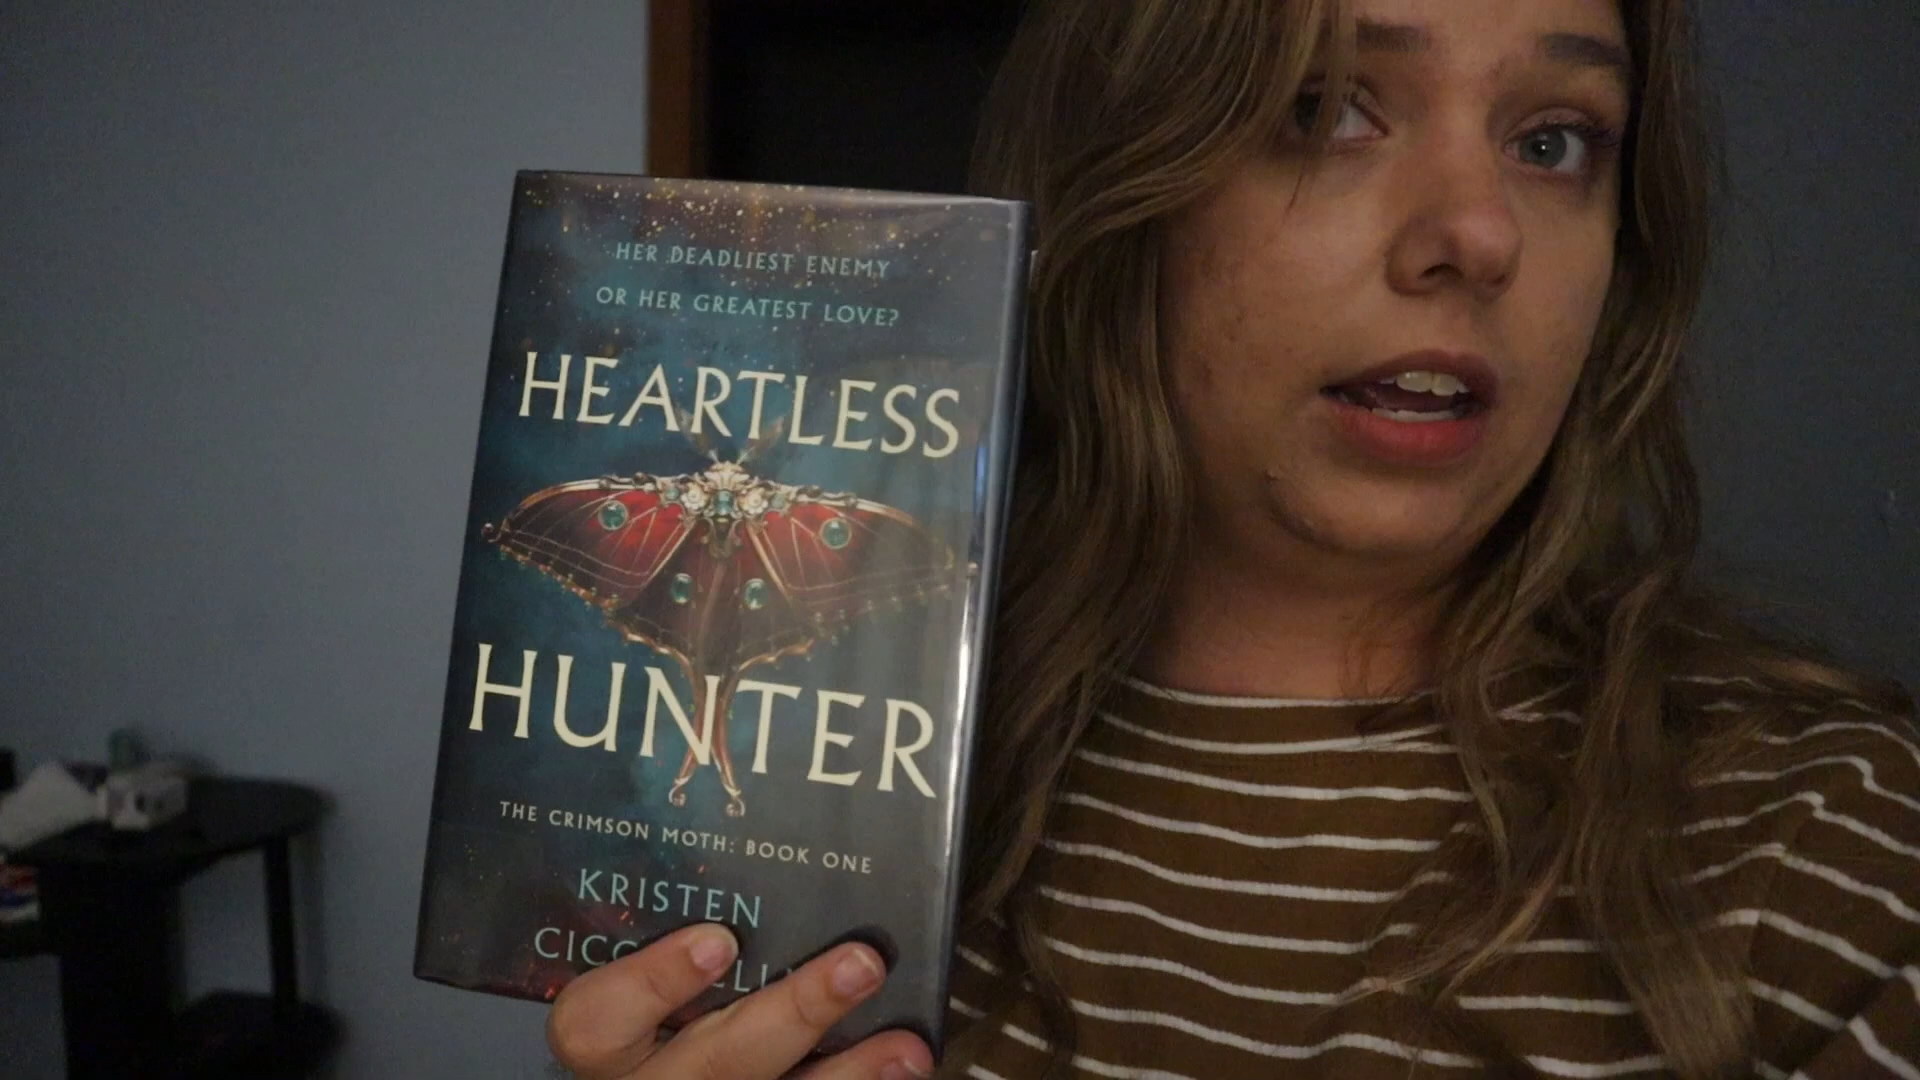 HER DEADLIEST ENEMY
OR HER GREATEST LOVE?
HEARTLESS
HUNTER
THE CRIMSON MOTH: BOOK ONE
KRISTEN